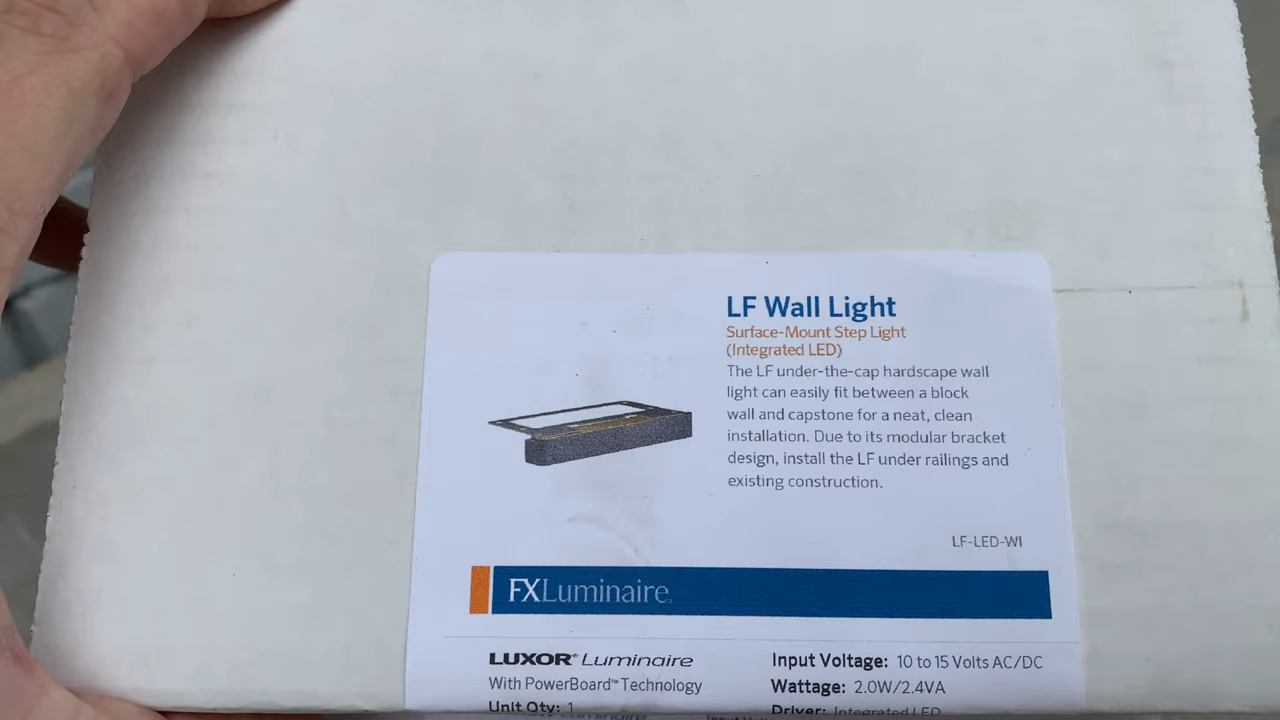 LF Wall Light
Surface-Mount Step Light
(Integrated LED)
The LF under-the-cap hardscape wall
light can easily fit between a block
wall and capstone for a neat, clean
installation. Due to its modular bracket
design, install the LF under railings and
existing construction.
LF-LED-WI
FXLuminaire.
LUXOR® Luminaire
With PowerBoard™ Technology
Unit Qty: 1
Input Voltage: 10 to 15 Volts AC/DC
Wattage: 2.0W/2.4VA
Driver: Integrated LED